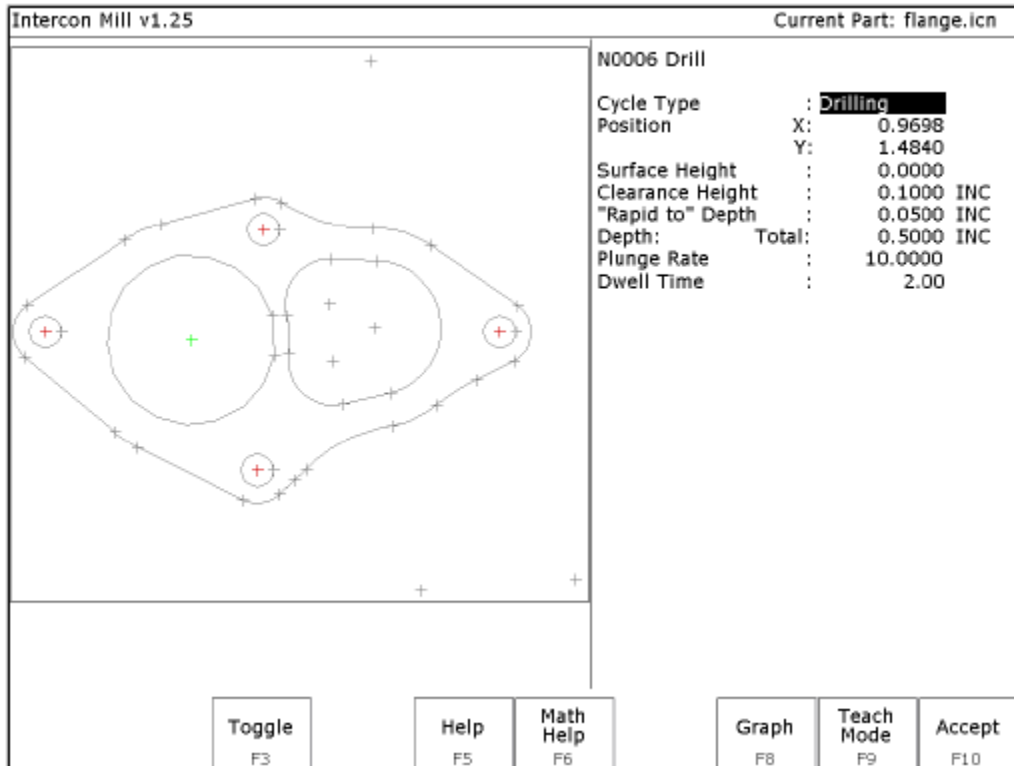 Intercon Mill v1.25 Current Part: flange.icn
N0006 Drill
Cycle Type : Drilling
Position X: 0.9698
Y: 1.4840
Surface Height : 0.0000
Clearance Height : 0.1000 INC
"Rapid to" Depth : 0.0500 INC
Depth: Total: 0.5000 INC
Plunge Rate : 10.0000
Dwell Time : 2.00
Toggle
F3
Help
F5
Math
Help
F6
Graph
F8
Teach
Mode
F9
Accept
F10